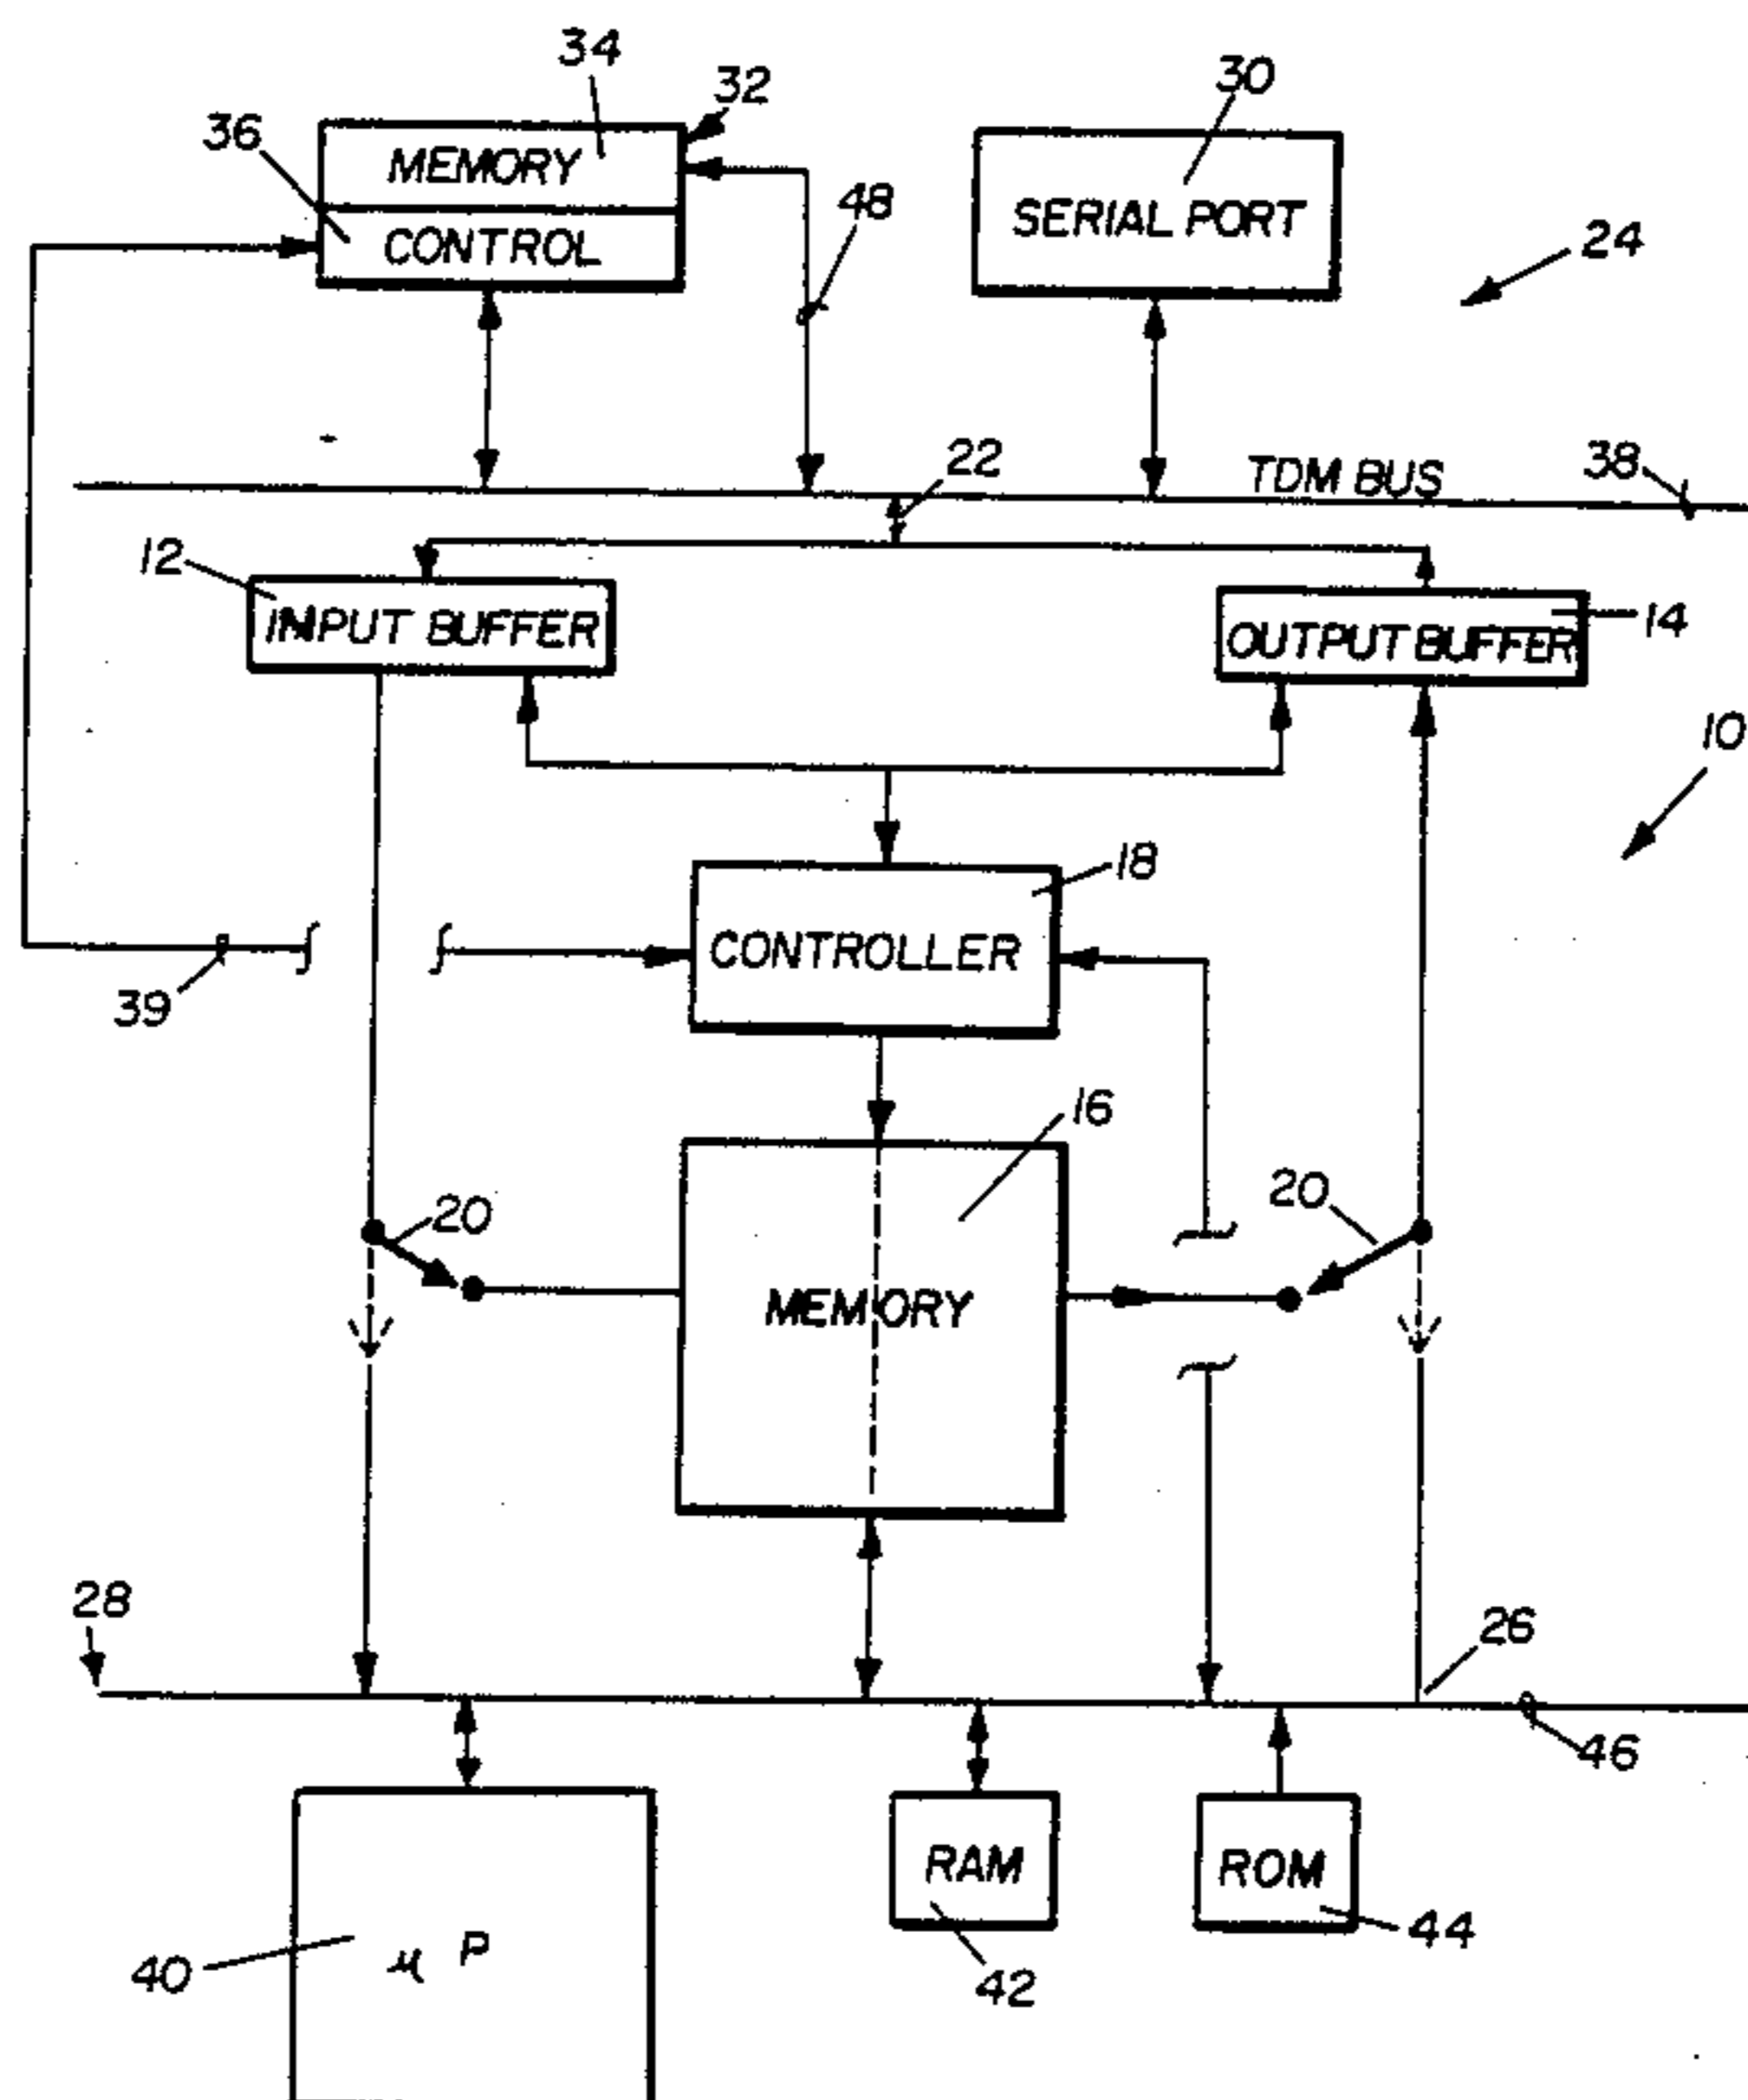 34
32
30
36
MEMORY
48
CONTROL
SERIAL PORT
24
22
TDM BUS
38
12
INPUT BUFFER
OUTPUT BUFFER
14
10
18
CONTROLLER
39
16
20
20
MEMORY
28
26
46
RAM
ROM
44
40
μ P
42